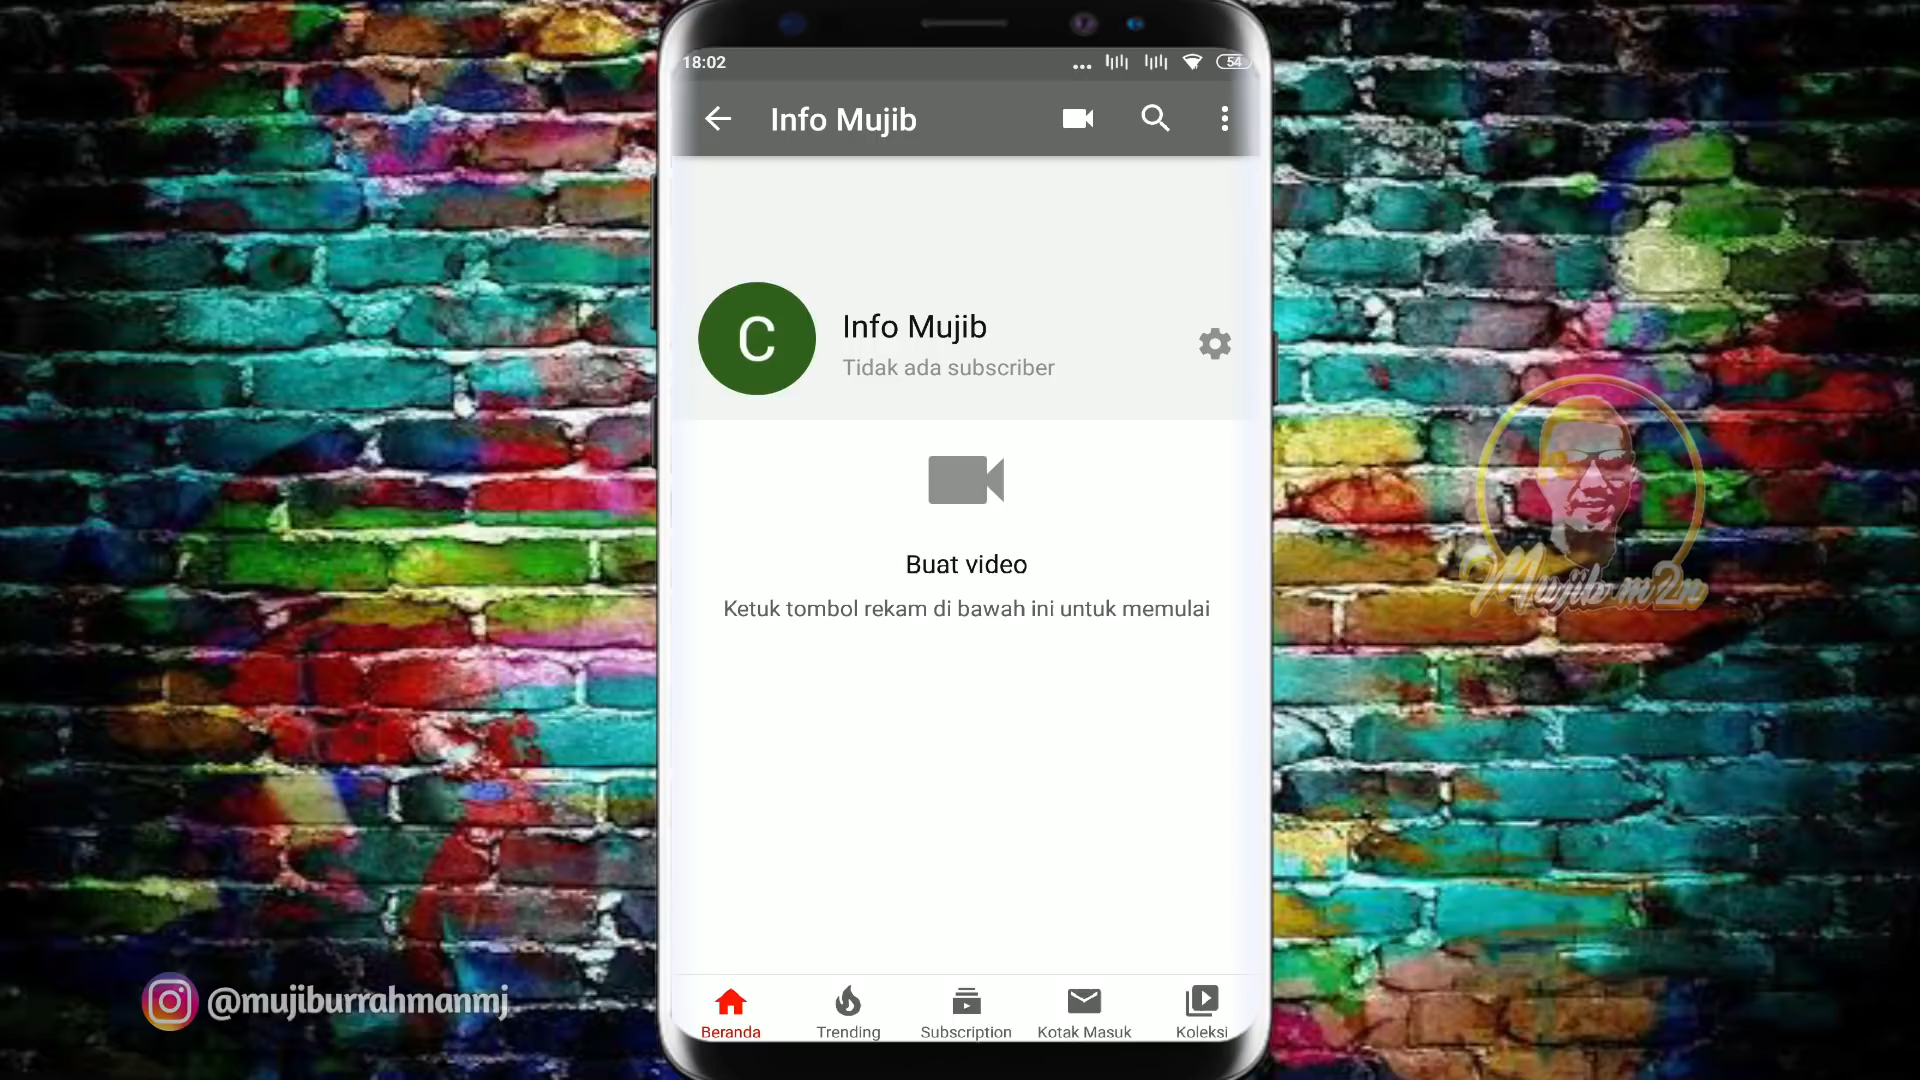 18:02
54
Info Mujib
C
Info Mujib
Tidak ada subscriber
Buat video
Ketuk tombol rekam di bawah ini untuk memulai
Mujib m2n
Beranda
Trending
Subscription
Kotak Masuk
Koleksi
@mujiburrahmanmj